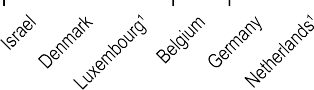 Israel
Denmark
Luxembourg¹
Belgium
Germany
Netherlands¹